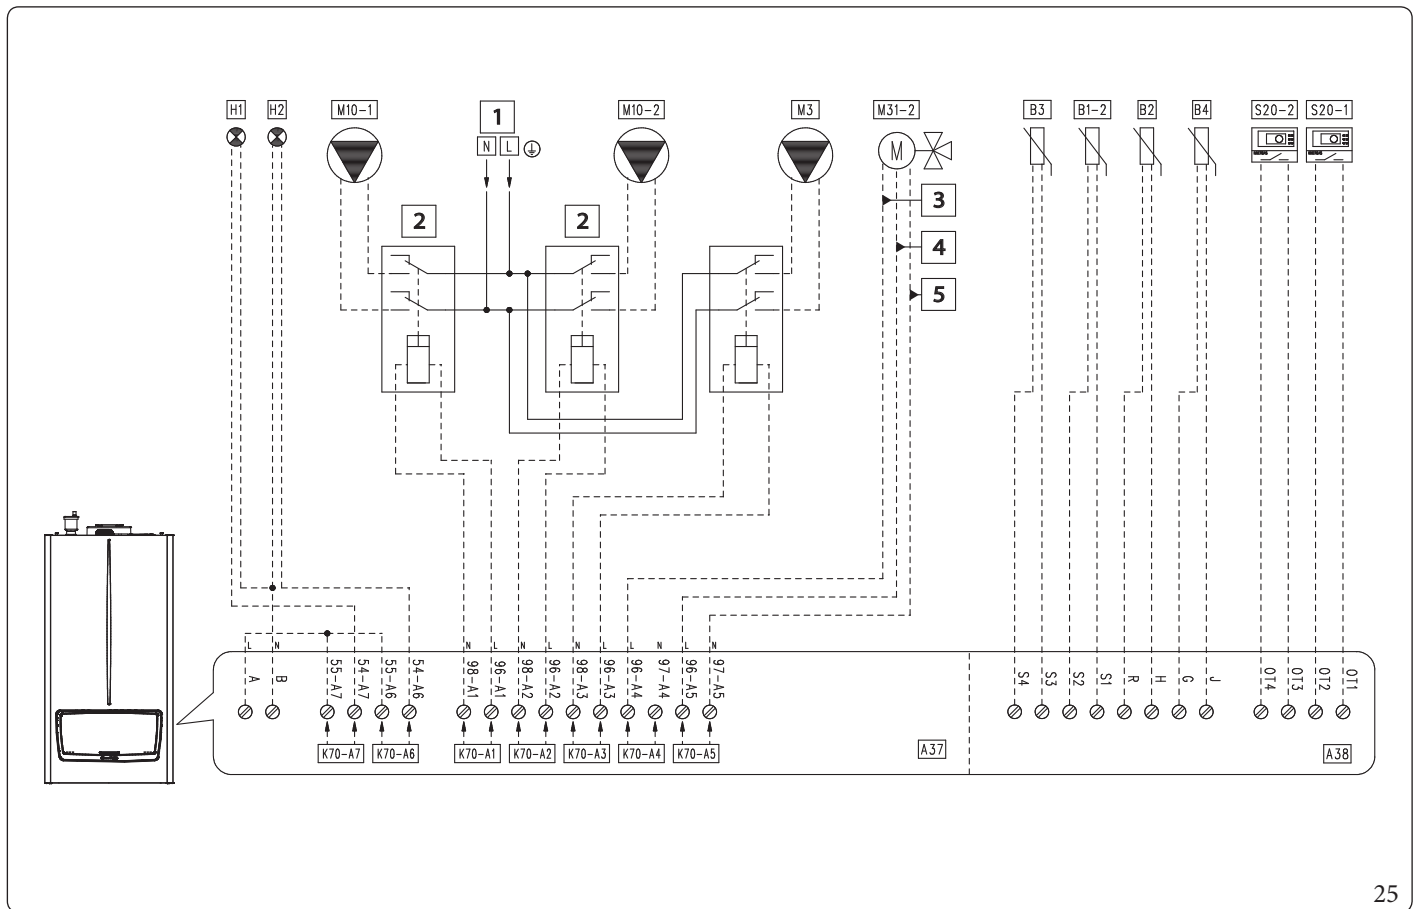 H1 H2 M10-1 1 M10-2 M3 M31-2 B3 B1-2 B2 B4 S20-2 S20-1
N L
2 2 3
4
5
L N N L N L N L L N L N
A B 55-A7 54-A7 55-A6 54-A6 98-A1 96-A1 98-A2 96-A2 98-A3 96-A3 96-A4 97-A4 96-A5 97-A5 S4 S3 S2 S1 R H G J OT4 OT3 OT2 OT1
K70-A7 K70-A6 K70-A1 K70-A2 K70-A3 K70-A4 K70-A5 A37 A38
25